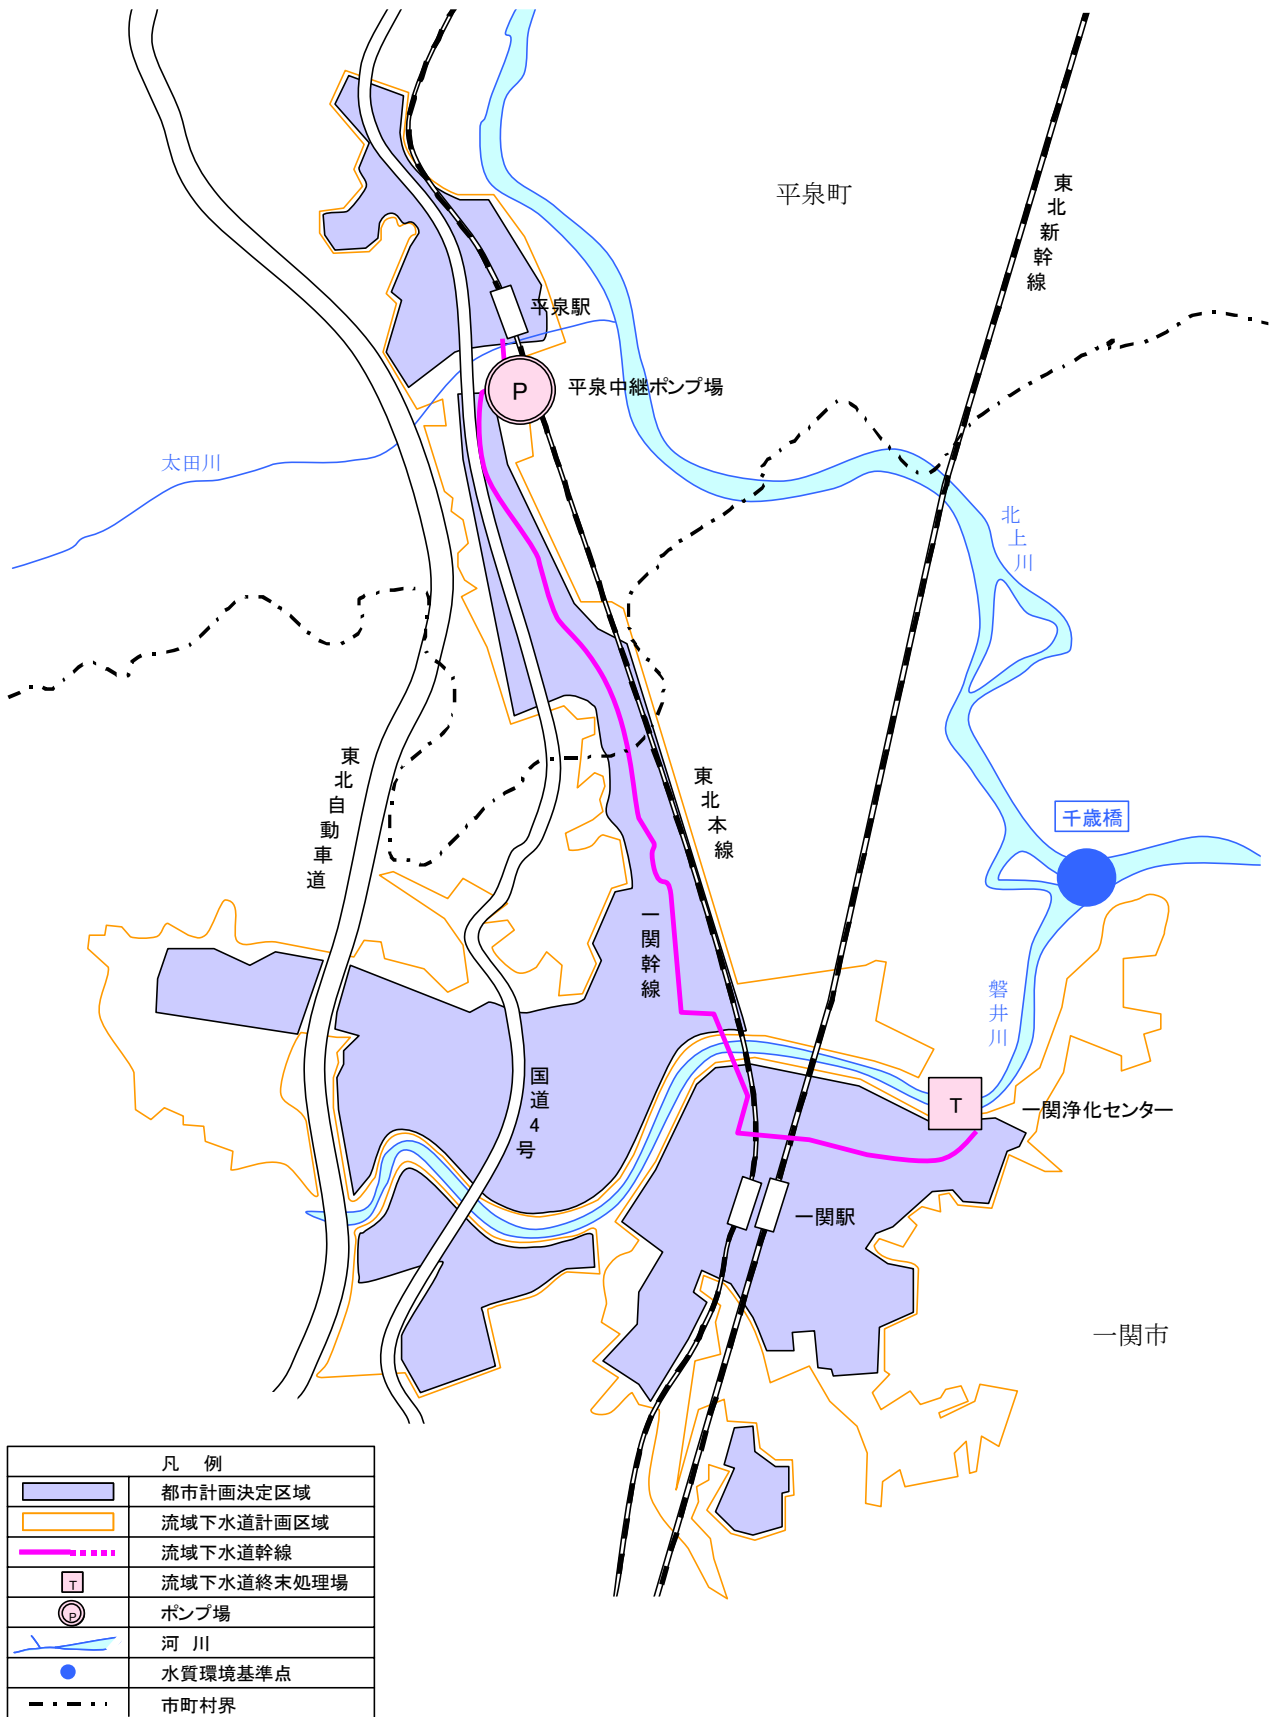 平泉町
東北新幹線
平泉駅
P
平泉中継ポンプ場
太田川
北上川
東北自動車道
東北本線
千歳橋
一関幹線
磐井川
国道4号
T
一関浄化センター
一関駅
一関市
凡 例
都市計画決定区域
流域下水道計画区域
流域下水道幹線
T 流域下水道終末処理場
P ポンプ場
河 川
水質環境基準点
市町村界